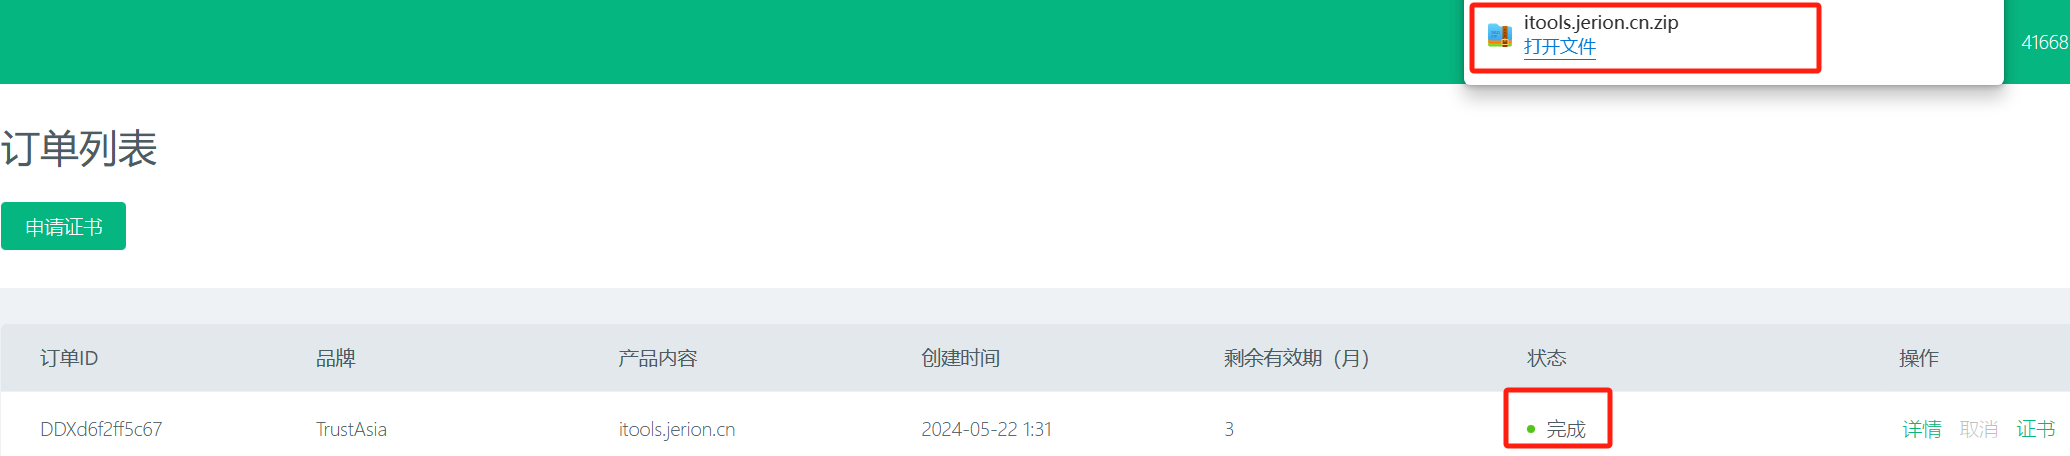 itools.jerion.cn.zip
打开文件
41668
订单列表
申请证书
订单ID 品牌 产品内容 创建时间 剩余有效期（月） 状态 操作
DDXd6f2ff5c67 TrustAsia itools.jerion.cn 2024-05-22 1:31 3 完成 详情 取消 证书